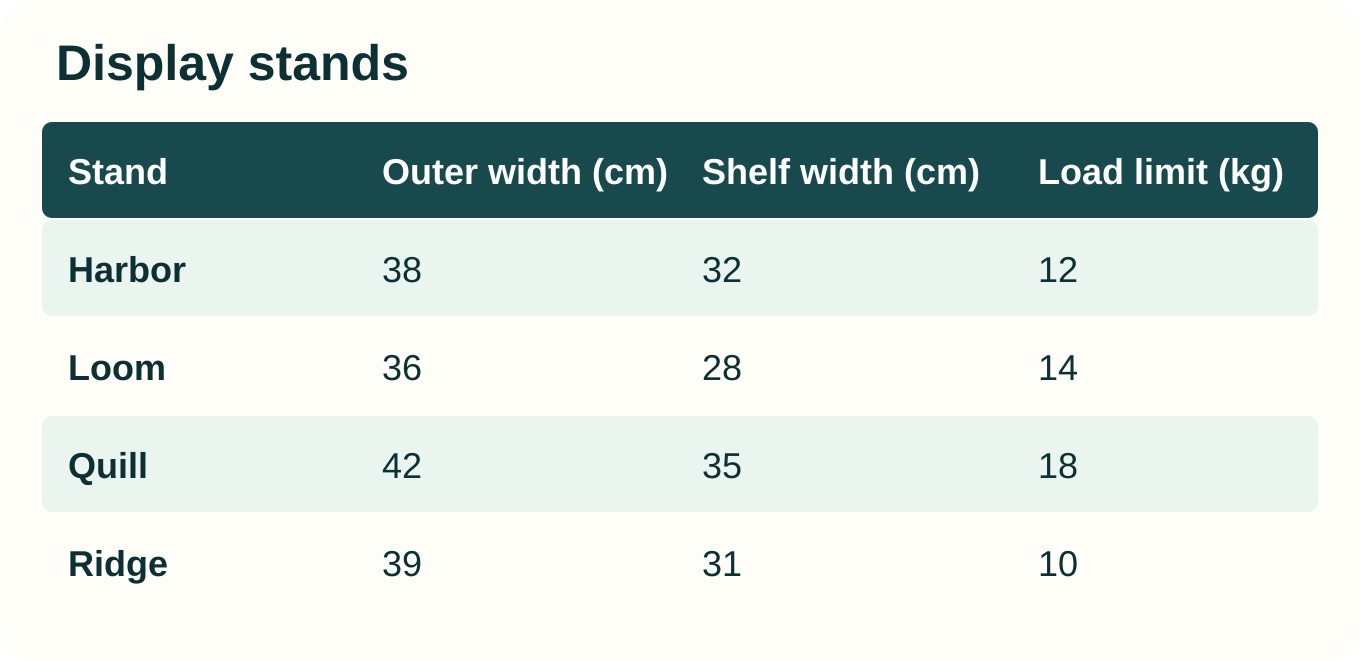 Display stands
Stand Outer width (cm) Shelf width (cm) Load limit (kg)
Harbor 38 32 12
Loom 36 28 14
Quill 42 35 18
Ridge 39 31 10